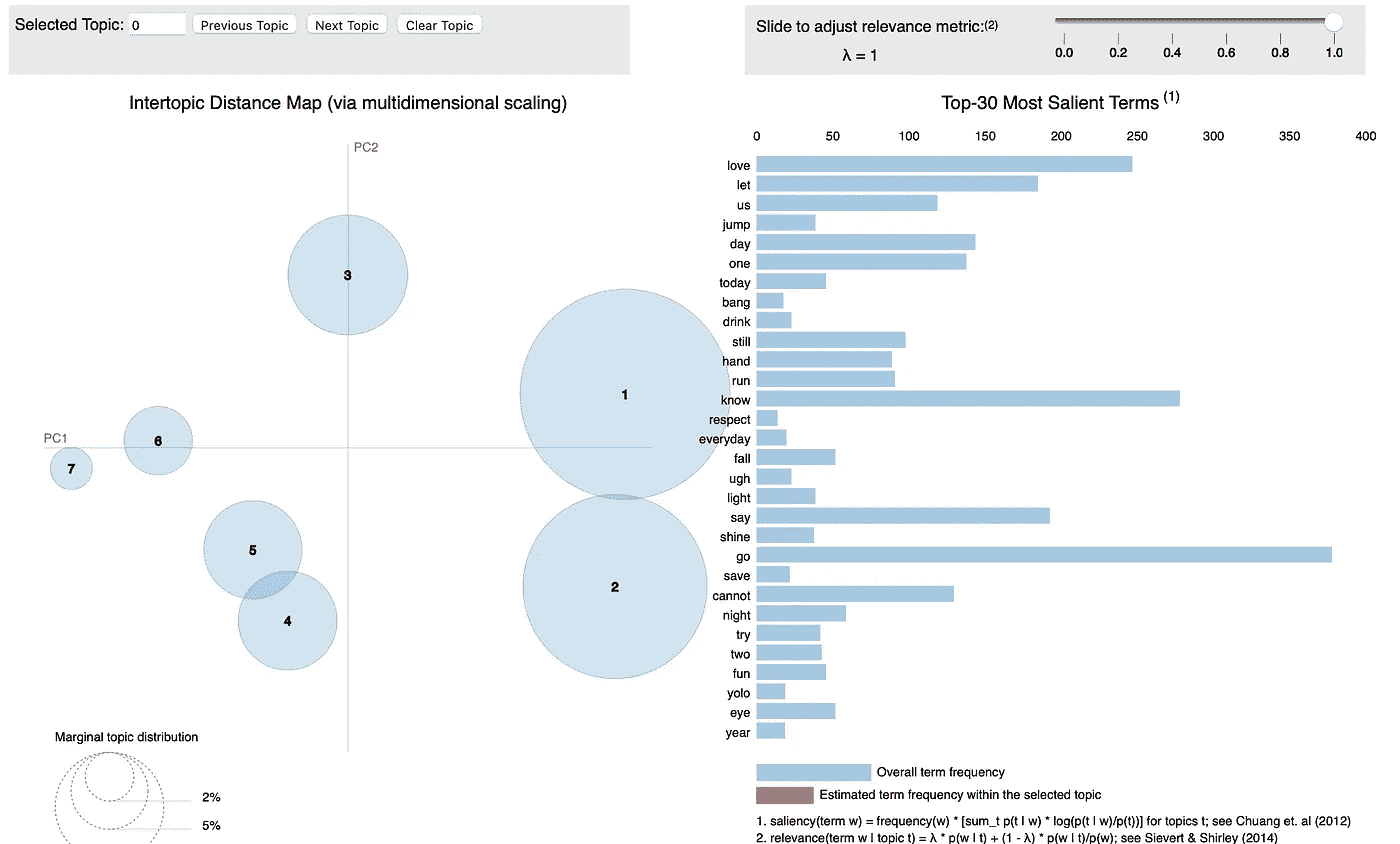 Selected Topic: 0 Previous Topic Next Topic Clear Topic
Slide to adjust relevance metric:(2)
λ = 1
0.0 0.2 0.4 0.6 0.8 1.0
Intertopic Distance Map (via multidimensional scaling)
PC2
PC1
3
1
6
7
5
2
4
Marginal topic distribution
2%
5%
Top-30 Most Salient Terms (1)
0 50 100 150 200 250 300 350 400
love
let
us
jump
day
one
today
bang
drink
still
hand
run
know
respect
everyday
fall
ugh
light
say
shine
go
save
cannot
night
try
two
fun
yolo
eye
year
Overall term frequency
Estimated term frequency within the selected topic
1. saliency(term w) = frequency(w) * [sum_t p(t | w) * log(p(t | w)/p(t))] for topics t; see Chuang et. al (2012)
2. relevance(term w | topic t) = λ * p(w | t) + (1 - λ) * p(w | t)/p(w); see Sievert & Shirley (2014)